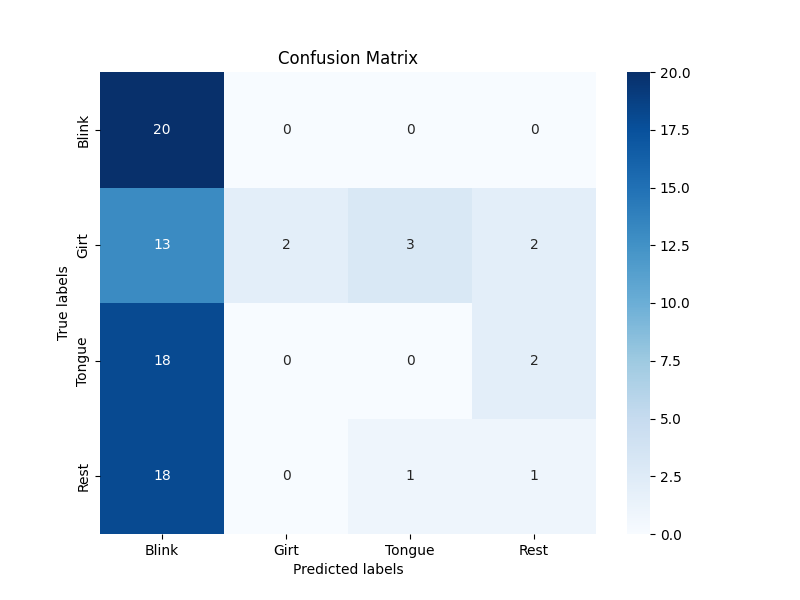 Confusion Matrix
True labels
Blink 20 0 0 0
Girt 13 2 3 2
Tongue 18 0 0 2
Rest 18 0 1 1
Blink Girt Tongue Rest
Predicted labels
20.0
17.5
15.0
12.5
10.0
7.5
5.0
2.5
0.0